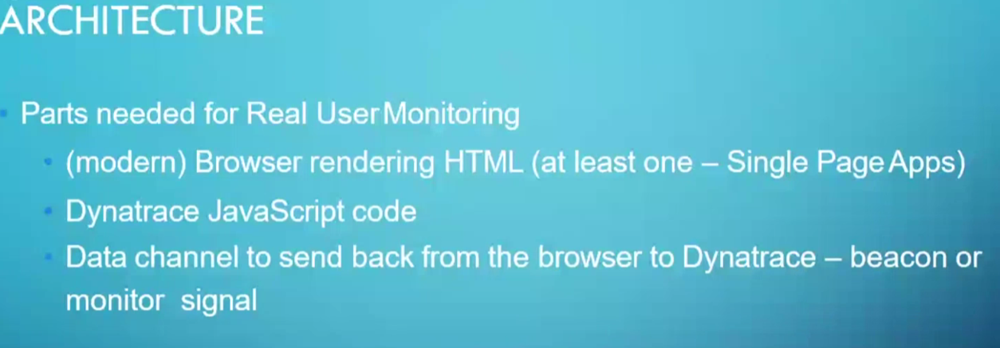 ARCHITECTURE
Parts needed for Real User Monitoring
(modern) Browser rendering HTML (at least one – Single Page Apps)
Dynatrace JavaScript code
Data channel to send back from the browser to Dynatrace – beacon or
monitor signal